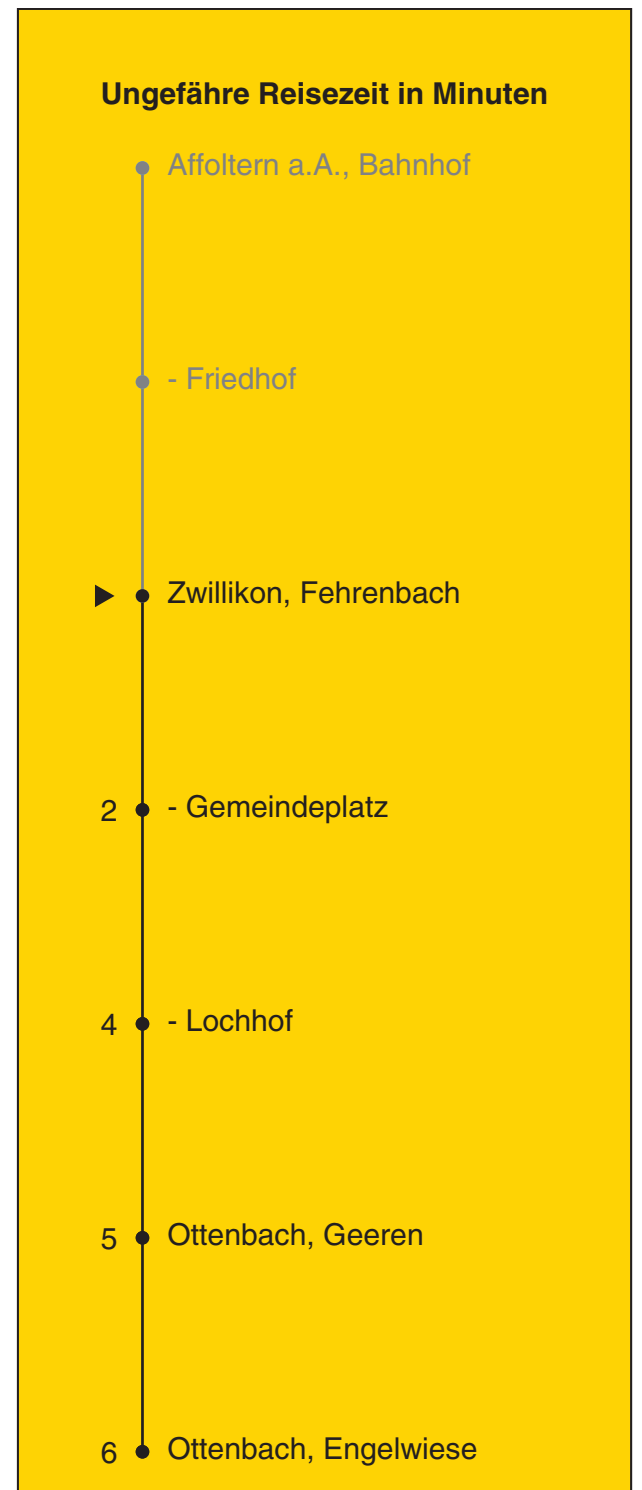 Ungefähre Reisezeit in Minuten
Affoltern a.A., Bahnhof
- Friedhof
Zwillikon, Fehrenbach
2 - Gemeindeplatz
4 - Lochhof
5 Ottenbach, Geeren
6 Ottenbach, Engelwiese